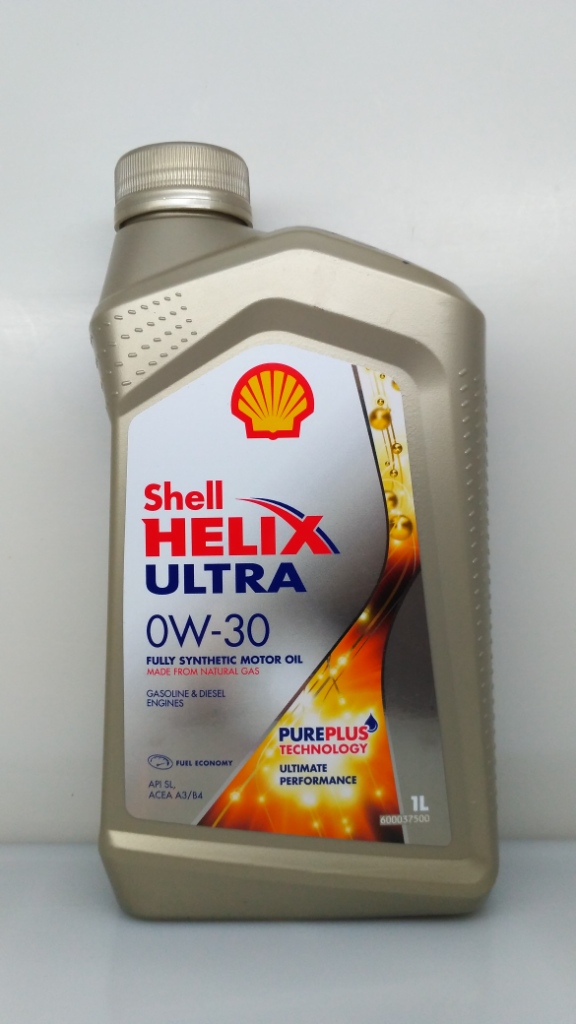 Shell
HELIX
ULTRA
0W-30
FULLY SYNTHETIC MOTOR OIL
MADE FROM NATURAL GAS
GASOLINE & DIESEL
ENGINES
PUREPLUS
TECHNOLOGY
ULTIMATE
PERFORMANCE
FUEL ECONOMY
API SL,
ACEA A3/B4
1L
600037500